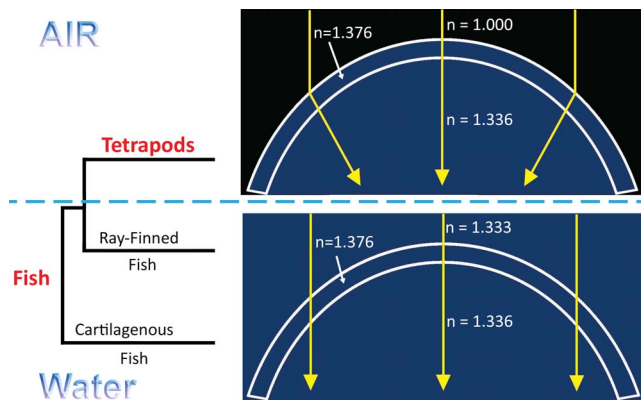 AIR
n=1.376
n = 1.000
n = 1.336
Tetrapods
Ray-Finned
Fish
Fish
Cartilagenous
Fish
Water
n=1.376
n = 1.333
n = 1.336